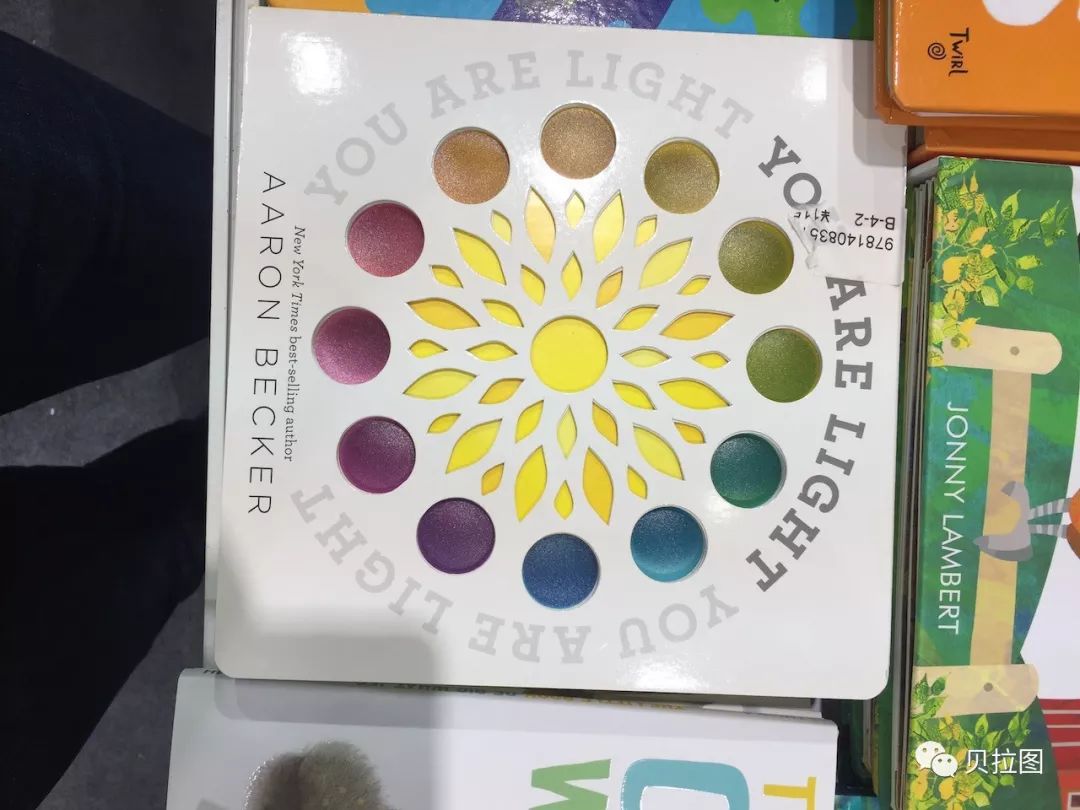 YOU ARE LIGHT
YOU ARE LIGHT
YOU ARE LIGHT
New York Times best-selling author
AARON BECKER
978140835
B-4-2
TWIRL
JONNY LAMBERT
贝拉图